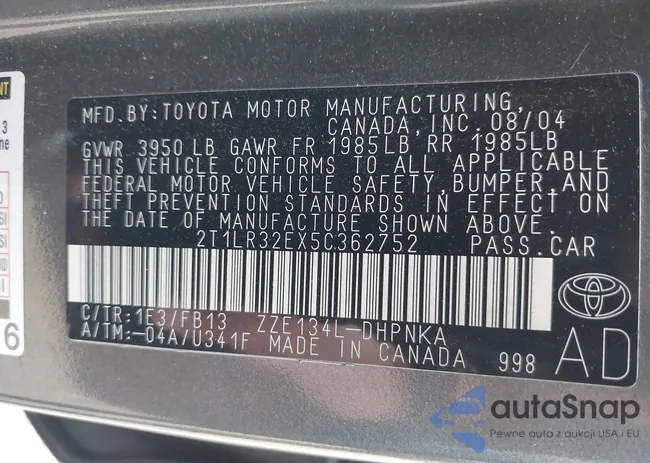 MFD.BY:TOYOTA MOTOR MANUFACTURING,
CANADA,INC. 08/04
GVWR 3950 LB GAWR FR 1985LB RR 1985LB
THIS VEHICLE CONFORMS TO ALL APPLICABLE
FEDERAL MOTOR VEHICLE SAFETY,BUMPER,AND
THEFT PREVENTION STANDARDS IN EFFECT ON
THE DATE OF MANUFACTURE SHOWN ABOVE.
2T1LR32EX5C362752 PASS.CAR
C/TR:1E3/FB13 ZZE134L-DHPNKA
A/TM:-04A/U341F MADE IN CANADA 998
AD
6
autaSnap
Pewne auta z aukcji USA i EU